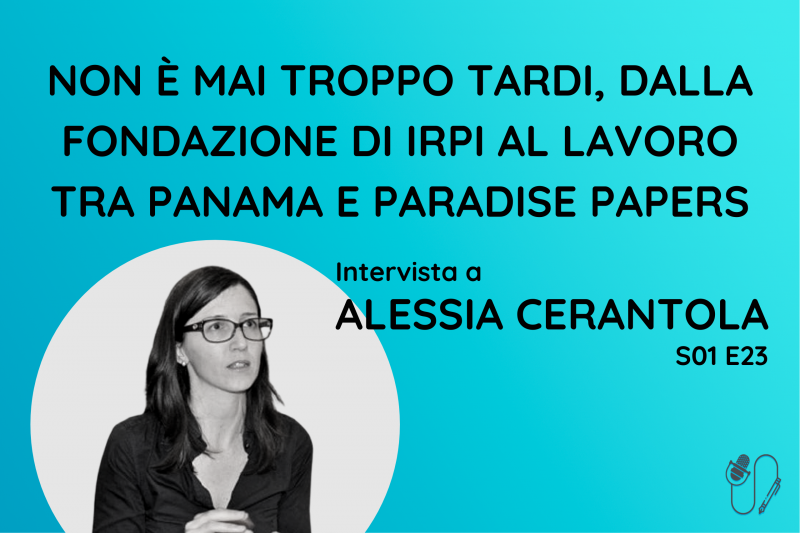 NON È MAI TROPPO TARDI, DALLA
FONDAZIONE DI IRPI AL LAVORO
TRA PANAMA E PARADISE PAPERS
Intervista a
ALESSIA CERANTOLA
S01 E23